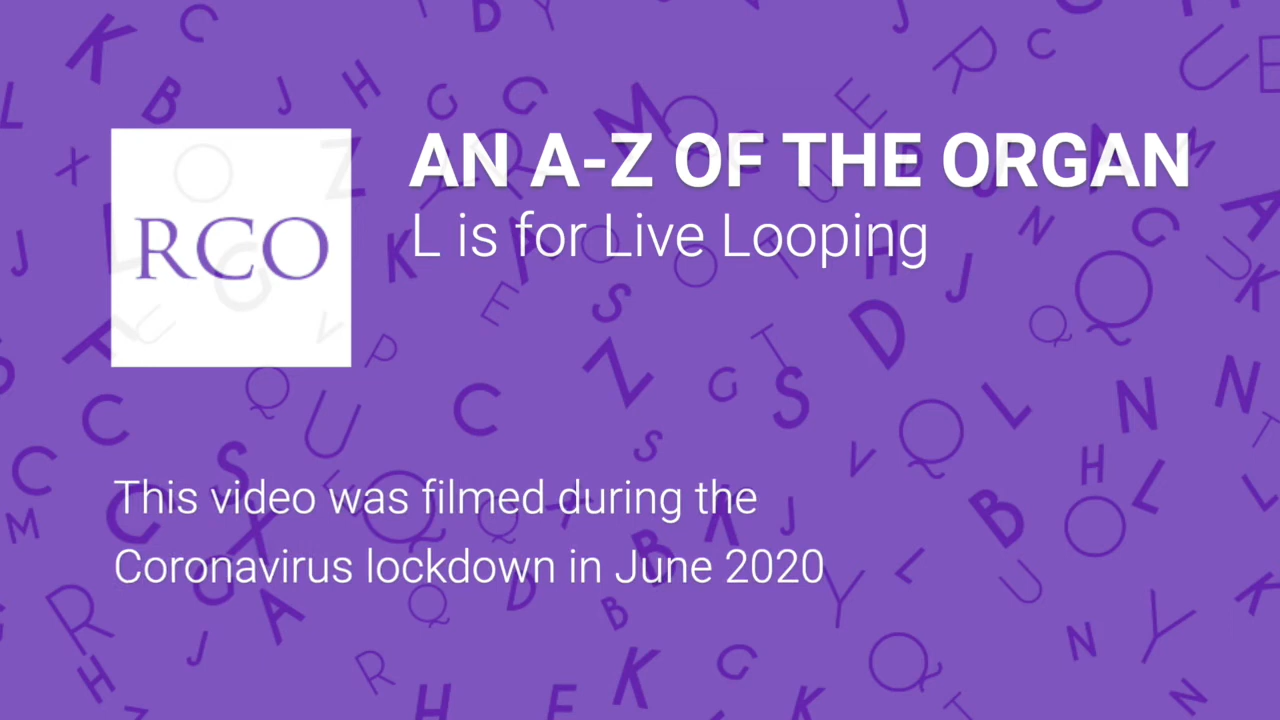 RCO
AN A-Z OF THE ORGAN
L is for Live Looping
This video was filmed during the
Coronavirus lockdown in June 2020